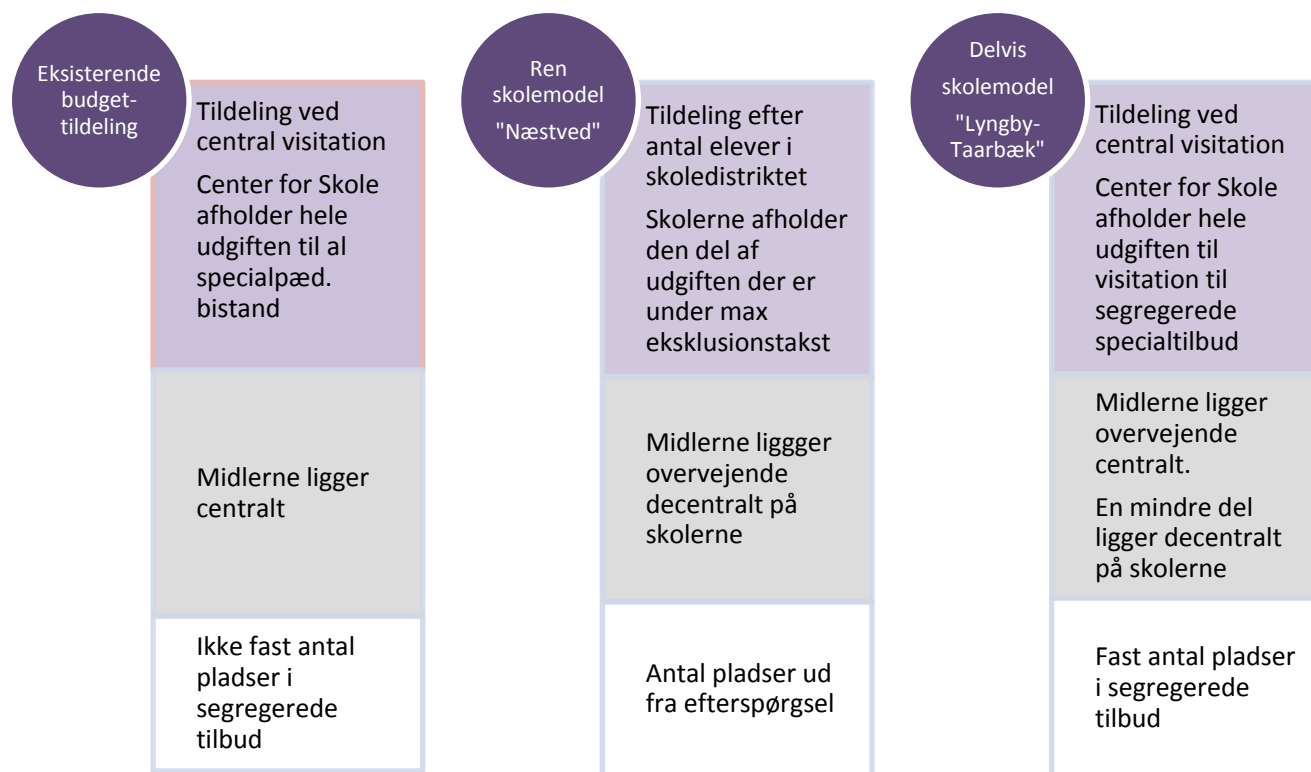 Eksisterende
budget-
tildeling
Tildeling ved
central visitation
Center for Skole
afholder hele
udgiften til al
specialpæd.
bistand
Midlerne ligger
centralt
Ikke fast antal
pladser i
segregerede
tilbud
Ren
skolemodel
"Næstved"
Tildeling efter
antal elever i
skoledistriktet
Skolerne afholder
den del af
udgiften der er
under max
eksklusionstakst
Midlerne liggger
overvejende
decentralt på
skolerne
Antal pladser ud
fra efterspørgsel
Delvis
skolemodel
"Lyngby-
Taarbæk"
Tildeling ved
central visitation
Center for Skole
afholder hele
udgiften til
visitation til
segregerede
specialtilbud
Midlerne ligger
overvejende
centralt.
En mindre del
ligger decentralt
på skolerne
Fast antal pladser
i segregerede
tilbud